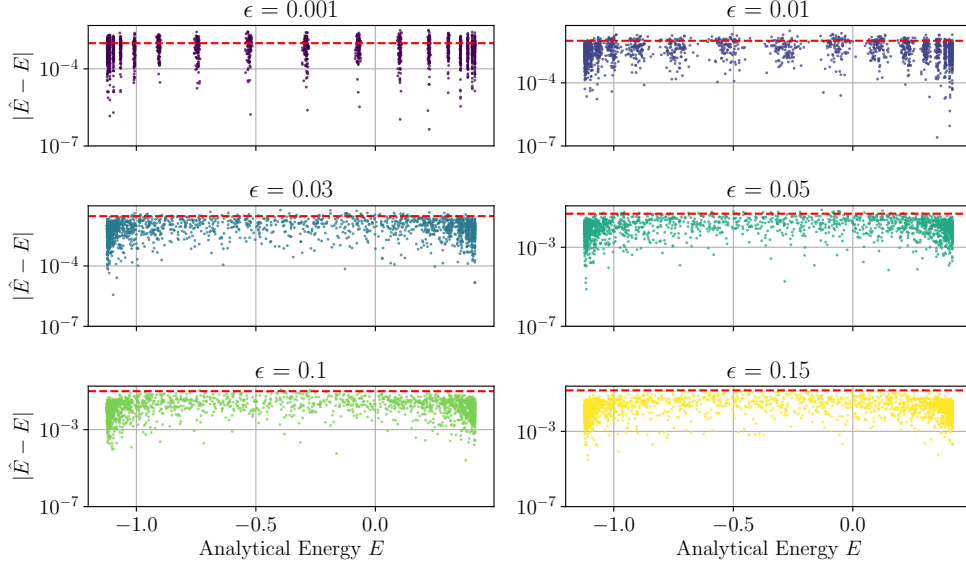 ϵ = 0.001
ϵ = 0.01
|Ê − E|
10⁻⁴
10⁻⁷
10⁻⁴
10⁻⁷
ϵ = 0.03
ϵ = 0.05
|Ê − E|
10⁻⁴
10⁻⁷
10⁻³
10⁻⁷
ϵ = 0.1
ϵ = 0.15
|Ê − E|
10⁻³
10⁻⁷
10⁻³
10⁻⁷
−1.0 −0.5 0.0
−1.0 −0.5 0.0
Analytical Energy E
Analytical Energy E